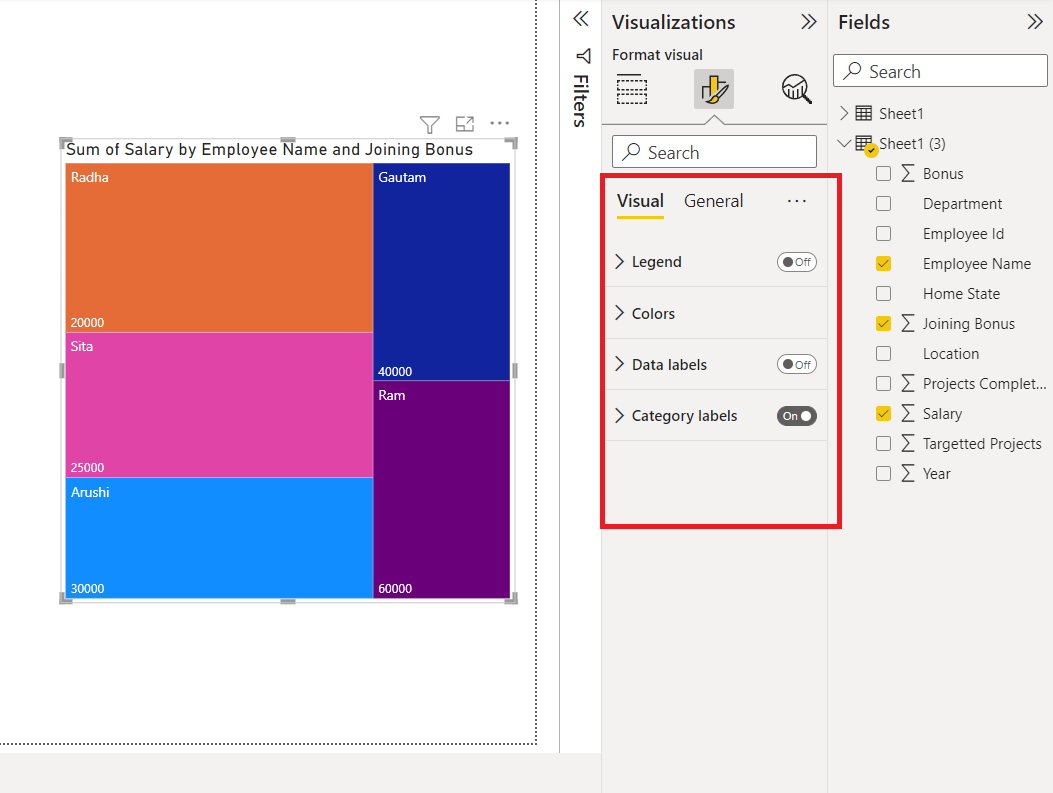 Sum of Salary by Employee Name and Joining Bonus
Radha
20000
Sita
25000
Arushi
30000
Gautam
40000
Ram
60000
Filters
Visualizations
Format visual
Search
Visual General
Legend Off
Colors
Data labels Off
Category labels On
Fields
Search
Sheet1
Sheet1 (3)
Bonus
Department
Employee Id
Employee Name
Home State
Joining Bonus
Location
Projects Complet...
Salary
Targetted Projects
Year